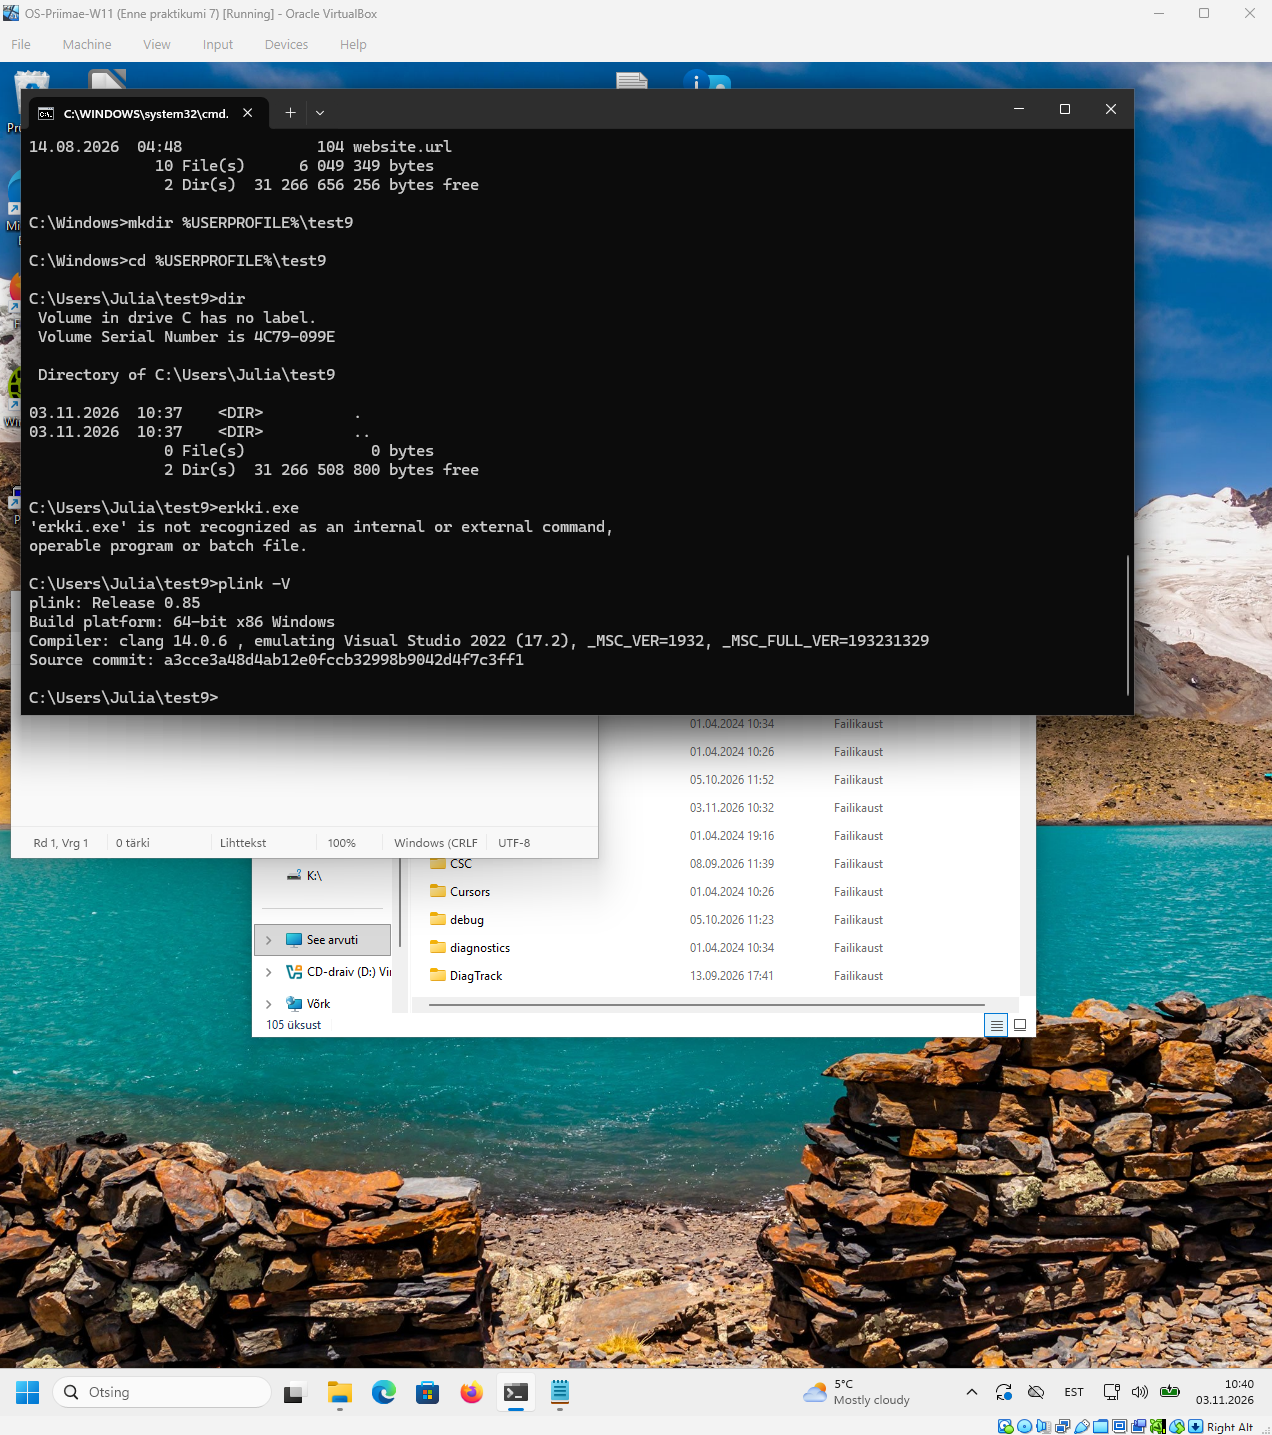 OS-Priimae-W11 (Enne praktikumi 7) [Running] - Oracle VirtualBox
File Machine View Input Devices Help
C:\WINDOWS\system32\cmd.
14.08.2026  04:48               104 website.url
              10 File(s)      6 049 349 bytes
               2 Dir(s)  31 266 656 256 bytes free
C:\Windows>mkdir %USERPROFILE%\test9
C:\Windows>cd %USERPROFILE%\test9
C:\Users\Julia\test9>dir
 Volume in drive C has no label.
 Volume Serial Number is 4C79-099E
 Directory of C:\Users\Julia\test9
03.11.2026  10:37    <DIR>          .
03.11.2026  10:37    <DIR>          ..
               0 File(s)              0 bytes
               2 Dir(s)  31 266 508 800 bytes free
C:\Users\Julia\test9>erkki.exe
'erkki.exe' is not recognized as an internal or external command,
operable program or batch file.
C:\Users\Julia\test9>plink -V
plink: Release 0.85
Build platform: 64-bit x86 Windows
Compiler: clang 14.0.6 , emulating Visual Studio 2022 (17.2), _MSC_VER=1932, _MSC_FULL_VER=193231329
Source commit: a3cce3a48d4ab12e0fccb32998b9042d4f7c3ff1
C:\Users\Julia\test9>
01.04.2024 10:34 Failikaust
01.04.2024 10:26 Failikaust
05.10.2026 11:52 Failikaust
03.11.2026 10:32 Failikaust
01.04.2024 19:16 Failikaust
Rd 1, Vrg 1 0 tärki Lihttekst 100% Windows (CRLF UTF-8
CSC 08.09.2026 11:39 Failikaust
K:\
Cursors 01.04.2024 10:26 Failikaust
debug 05.10.2026 11:23 Failikaust
See arvuti
diagnostics 01.04.2024 10:34 Failikaust
CD-draiv (D:) Vir
DiagTrack 13.09.2026 17:41 Failikaust
Võrk
105 üksust
Otsing
5°C
Mostly cloudy
EST
10:40
03.11.2026
Right Alt